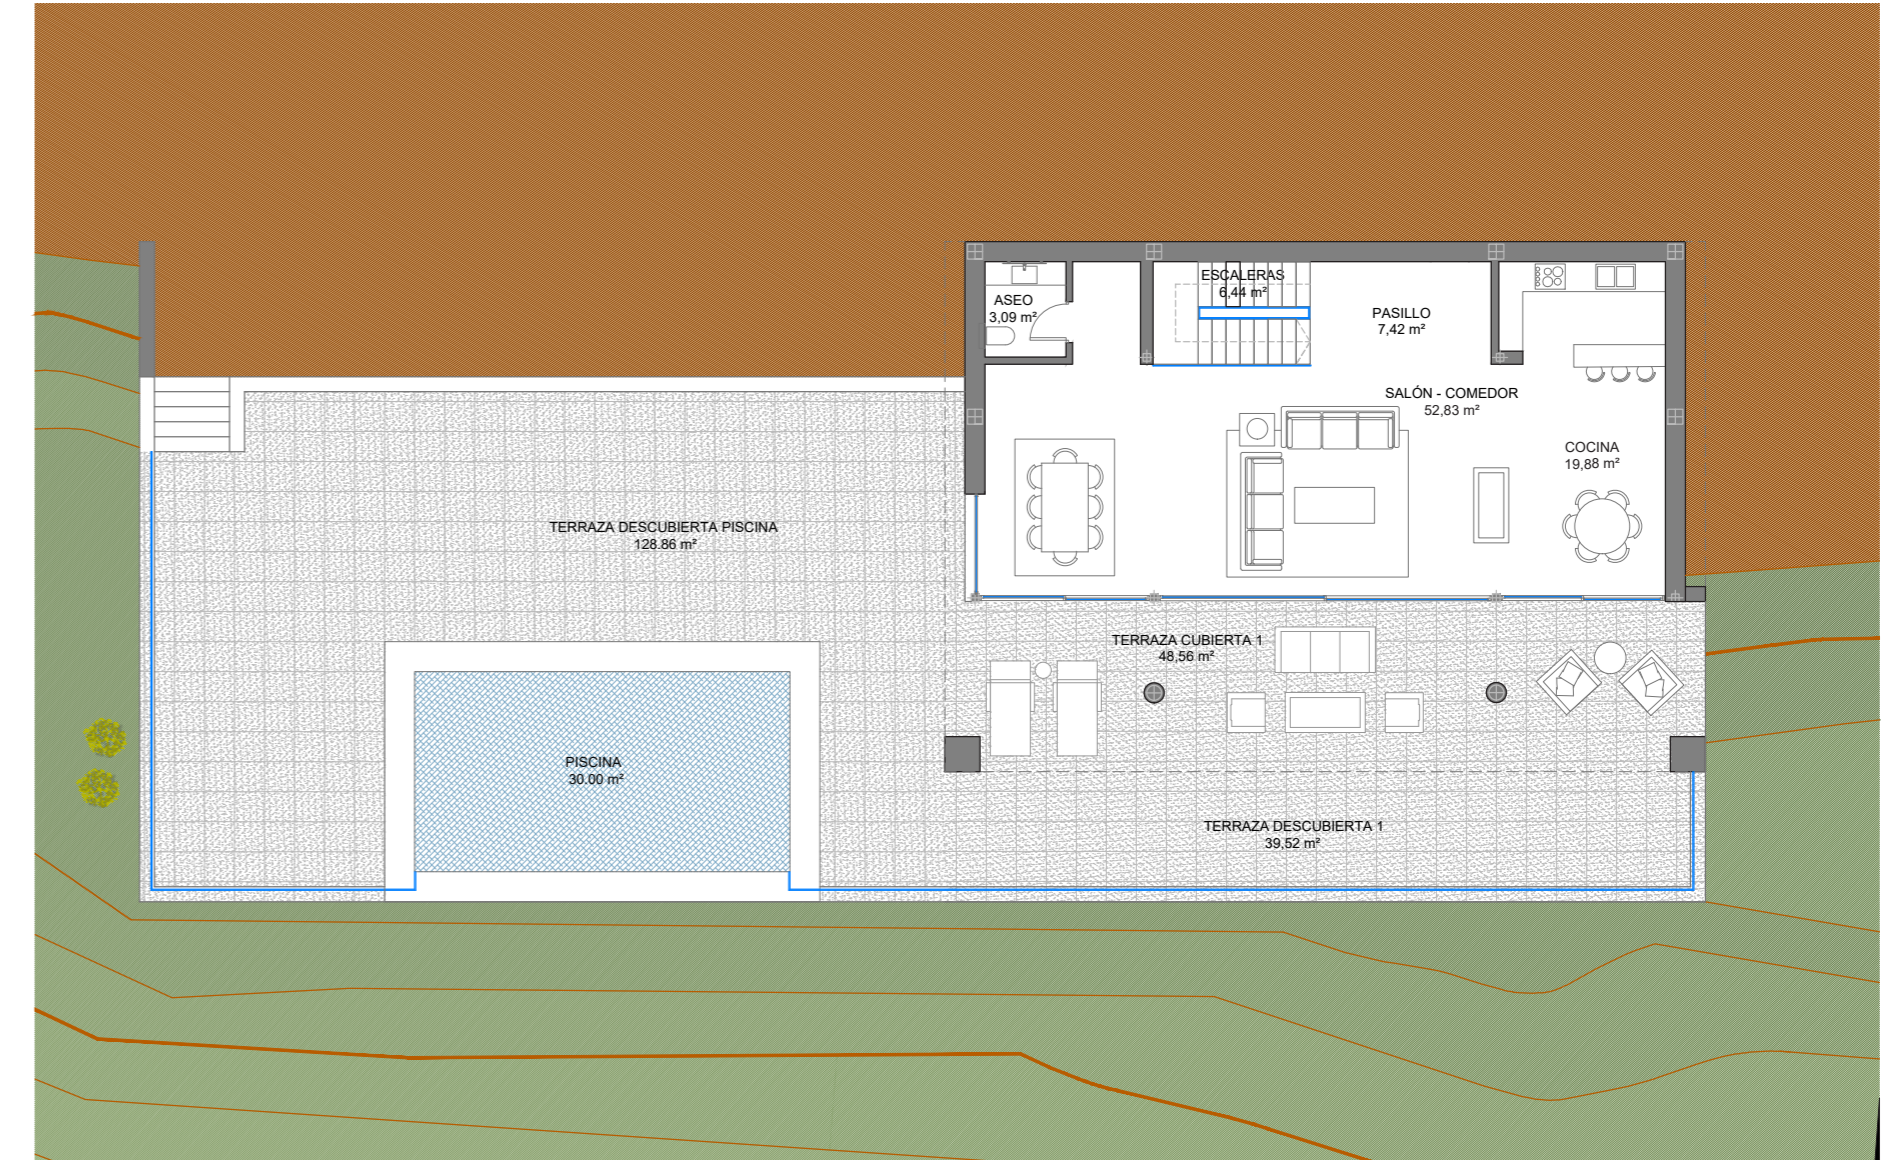 ESCALERAS
6,44 m²
ASEO
3,09 m²
PASILLO
7,42 m²
SALÓN - COMEDOR
52,83 m²
COCINA
19,88 m²
TERRAZA DESCUBIERTA PISCINA
128.86 m²
TERRAZA CUBIERTA 1
48,56 m²
PISCINA
30.00 m²
TERRAZA DESCUBIERTA 1
39,52 m²